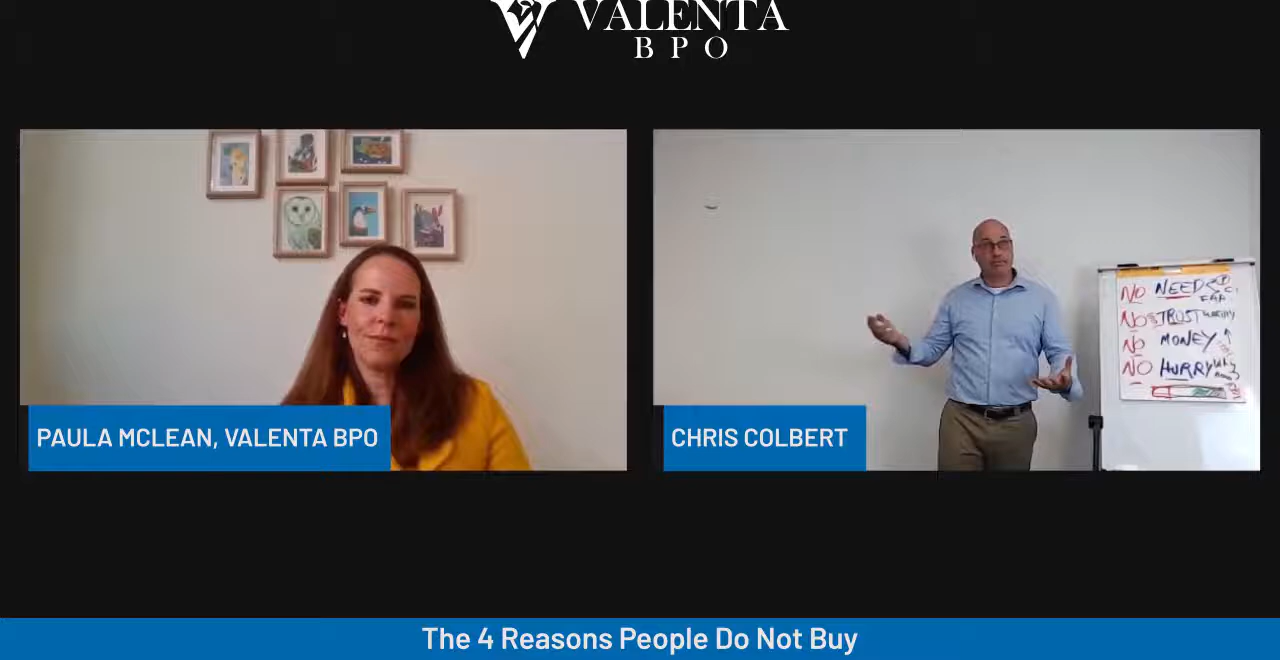 VALENTA
BPO
NO NEED
NO TRUST
NO MONEY
NO HURRY
PAULA MCLEAN, VALENTA BPO
CHRIS COLBERT
The 4 Reasons People Do Not Buy